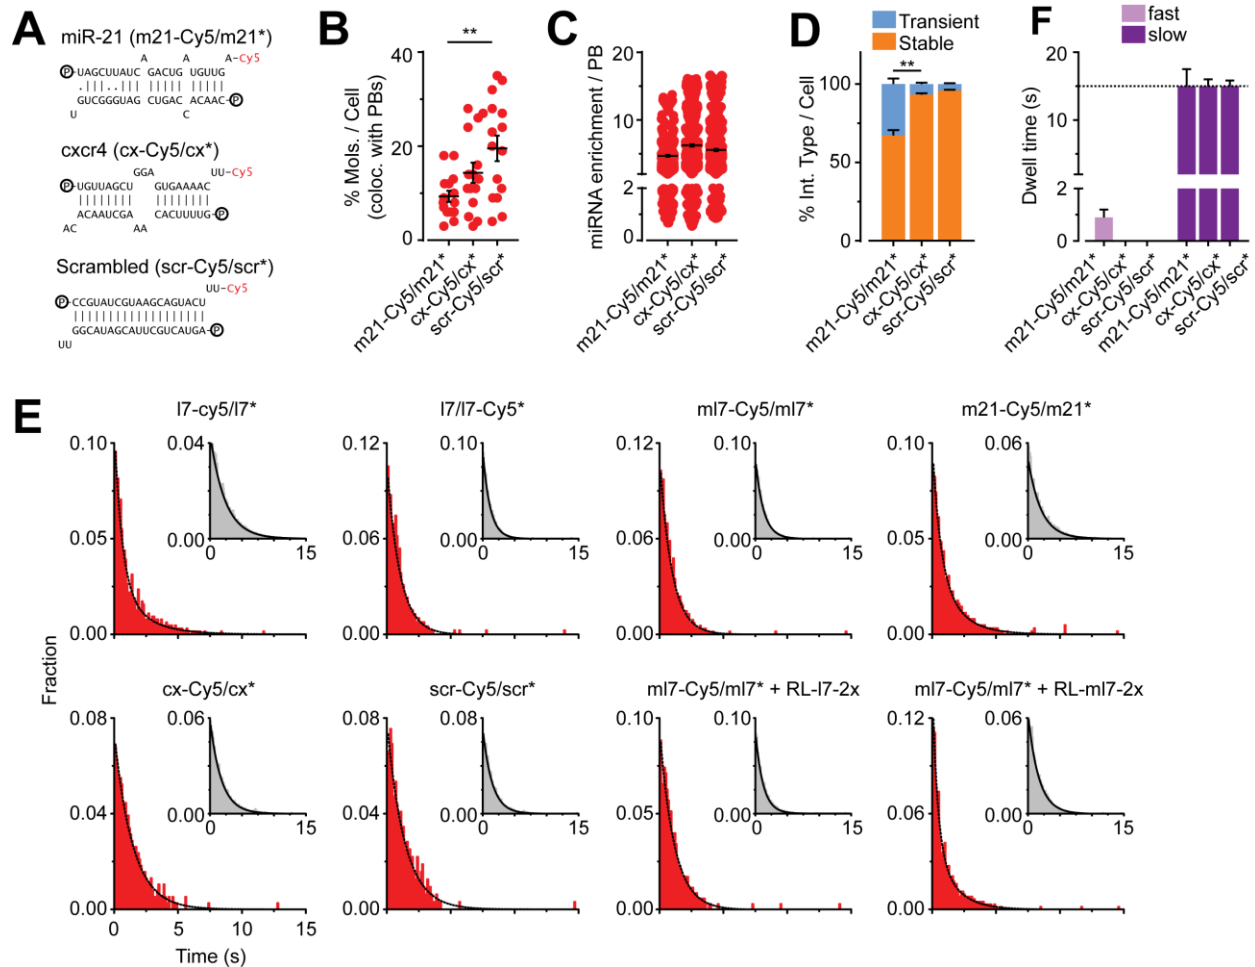 A
miR-21 (m21-Cy5/m21*)
A A A-Cy5
P-UAGCUUAUC GACUG UGUUG
GUCGGGUAG CUGAC ACAAC-P
U C
cxcr4 (cx-Cy5/cx*)
GGA UU-Cy5
P-UGUUAGCU GUGAAAAC
ACAAUCGA CACUUUUG-P
AC AA
Scrambled (scr-Cy5/scr*)
UU-Cy5
P-CCGUAUCGUAAGCAGUACU
GGCAUAGCAUUCGUCAUGA-P
UU
B
**
40
20
0
% Mols. / Cell
(coloc. with PBs)
m21-Cy5/m21*
cx-Cy5/cx*
scr-Cy5/scr*
C
20
10
2
0
miRNA enrichment / PB
m21-Cy5/m21*
cx-Cy5/cx*
scr-Cy5/scr*
D
Transient
Stable
**
100
50
0
% Int. Type / Cell
m21-Cy5/m21*
cx-Cy5/cx*
scr-Cy5/scr*
F
fast
slow
20
10
2
0
Dwell time (s)
m21-Cy5/m21*
cx-Cy5/cx*
scr-Cy5/scr*
m21-Cy5/m21*
cx-Cy5/cx*
scr-Cy5/scr*
E
l7-cy5/l7*
0.10
0.05
0.00
0.04
0.00
0 15
l7/l7-Cy5*
0.12
0.06
0.00
0.10
0.00
0 15
ml7-Cy5/ml7*
0.12
0.06
0.00
0.10
0.00
0 15
m21-Cy5/m21*
0.10
0.05
0.00
0.06
0.00
0 15
Fraction
cx-Cy5/cx*
0.08
0.04
0.00
0.06
0.00
0 15
0 5 10 15
Time (s)
scr-Cy5/scr*
0.08
0.04
0.00
0.08
0.00
0 15
ml7-Cy5/ml7* + RL-l7-2x
0.10
0.05
0.00
0.10
0.00
0 15
ml7-Cy5/ml7* + RL-ml7-2x
0.12
0.06
0.00
0.06
0.00
0 15